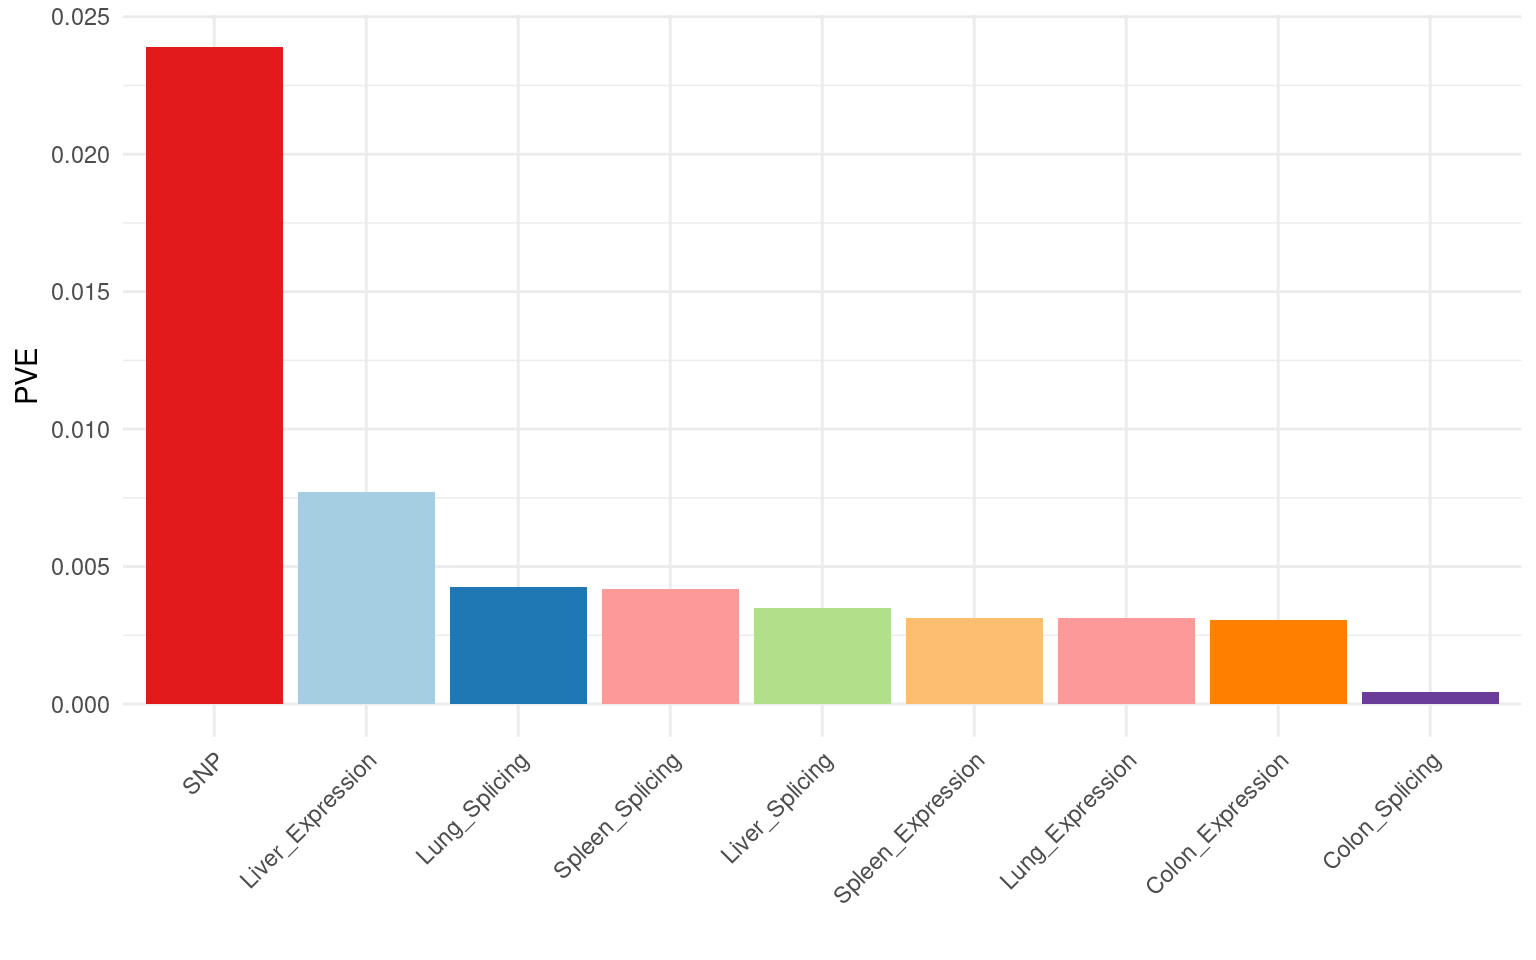 PVE
0.025
0.020
0.015
0.010
0.005
0.000
SNP
Liver_Expression
Lung_Splicing
Spleen_Splicing
Liver_Splicing
Spleen_Expression
Lung_Expression
Colon_Expression
Colon_Splicing